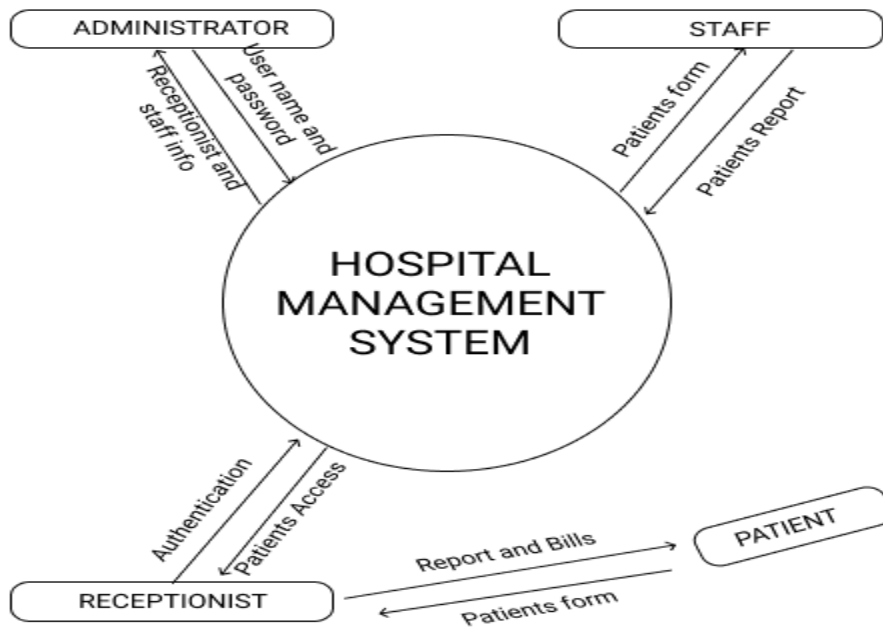 ADMINISTRATOR
STAFF
User name and
password
Receptionist and
staff info
Patients form
Patients Report
HOSPITAL
MANAGEMENT
SYSTEM
Authentication
Patients Access
Report and Bills
PATIENT
RECEPTIONIST
Patients form